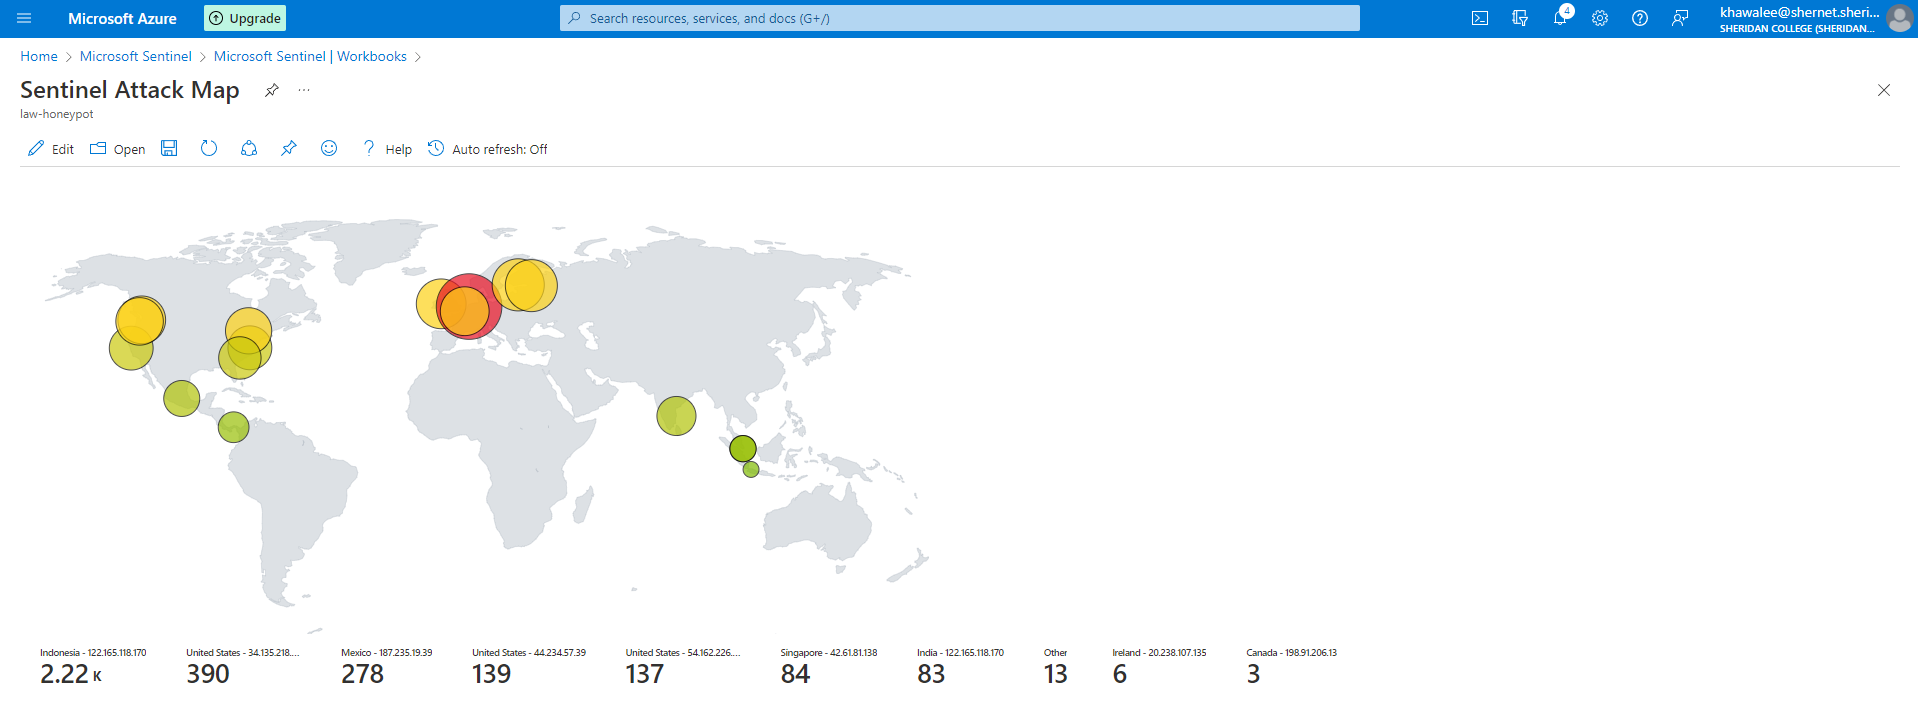 Microsoft Azure Upgrade Search resources, services, and docs (G+/) 4 khawalee@shernet.sheri...
SHERIDAN COLLEGE (SHERIDAN...
Home > Microsoft Sentinel > Microsoft Sentinel | Workbooks >
Sentinel Attack Map ...
law-honeypot
Edit Open ? Help Auto refresh: Off
Indonesia - 122.165.118.170 United States - 34.135.218.... Mexico - 187.235.19.39 United States - 44.234.57.39 United States - 54.162.226.... Singapore - 42.61.81.138 India - 122.165.118.170 Other Ireland - 20.238.107.135 Canada - 198.91.206.13
2.22 K 390 278 139 137 84 83 13 6 3